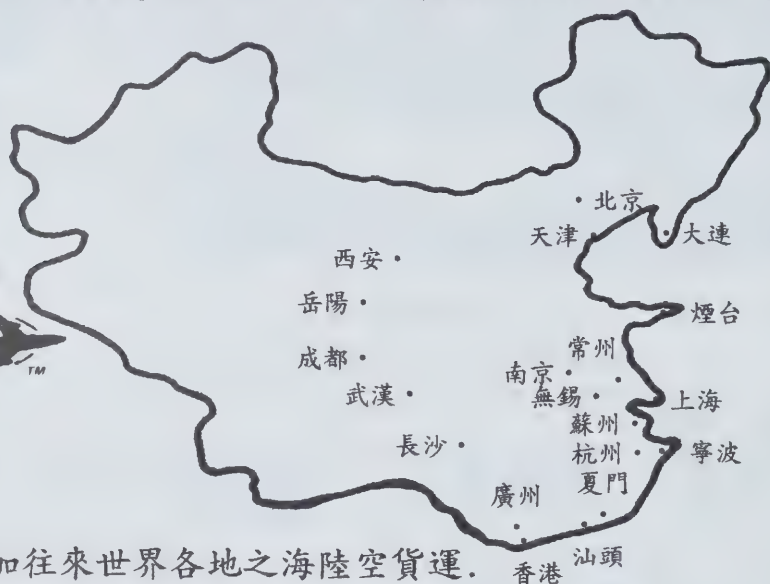 北京
天津
大連
西安
岳陽
煙台
成都
常州
南京
武漢
無錫
上海
蘇州
長沙
杭州
寧波
夏門
廣州
香港
汕頭
加往來世界各地之海陸空貨運.
TM